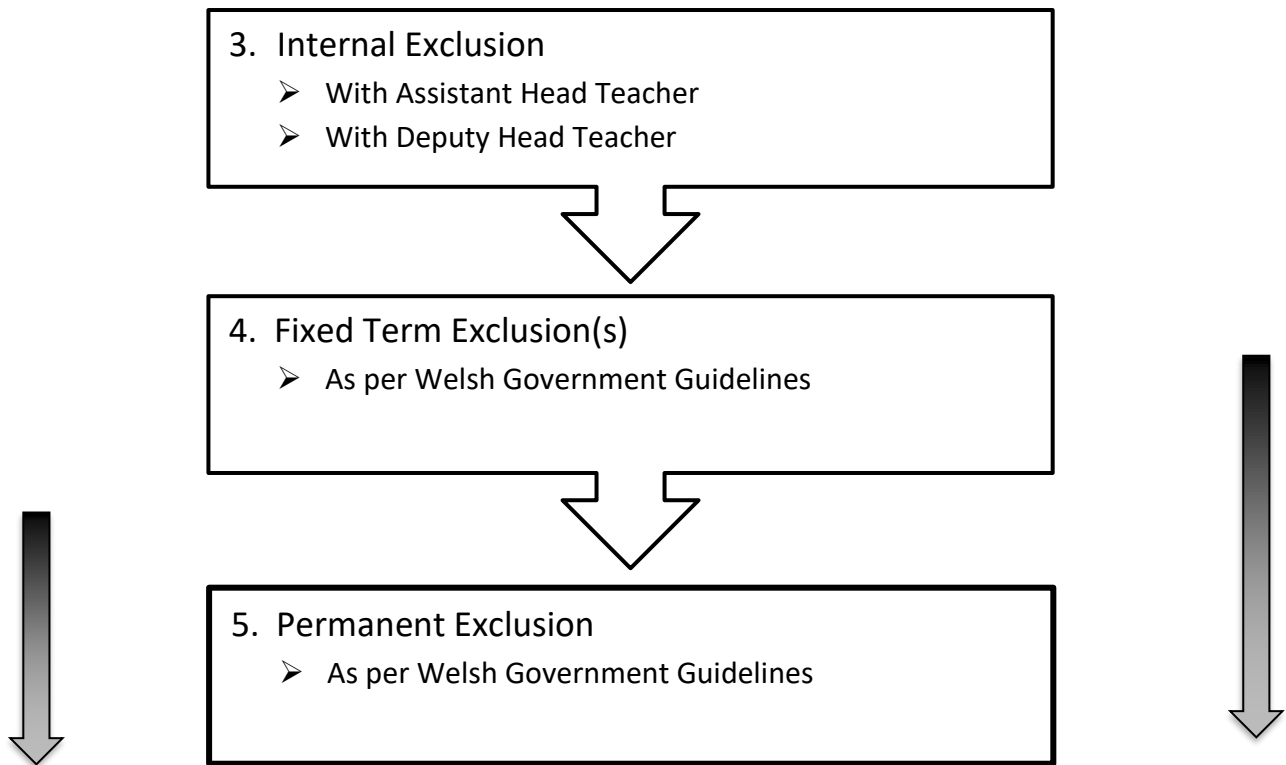 3. Internal Exclusion
➢ With Assistant Head Teacher
➢ With Deputy Head Teacher
4. Fixed Term Exclusion(s)
➢ As per Welsh Government Guidelines
5. Permanent Exclusion
➢ As per Welsh Government Guidelines